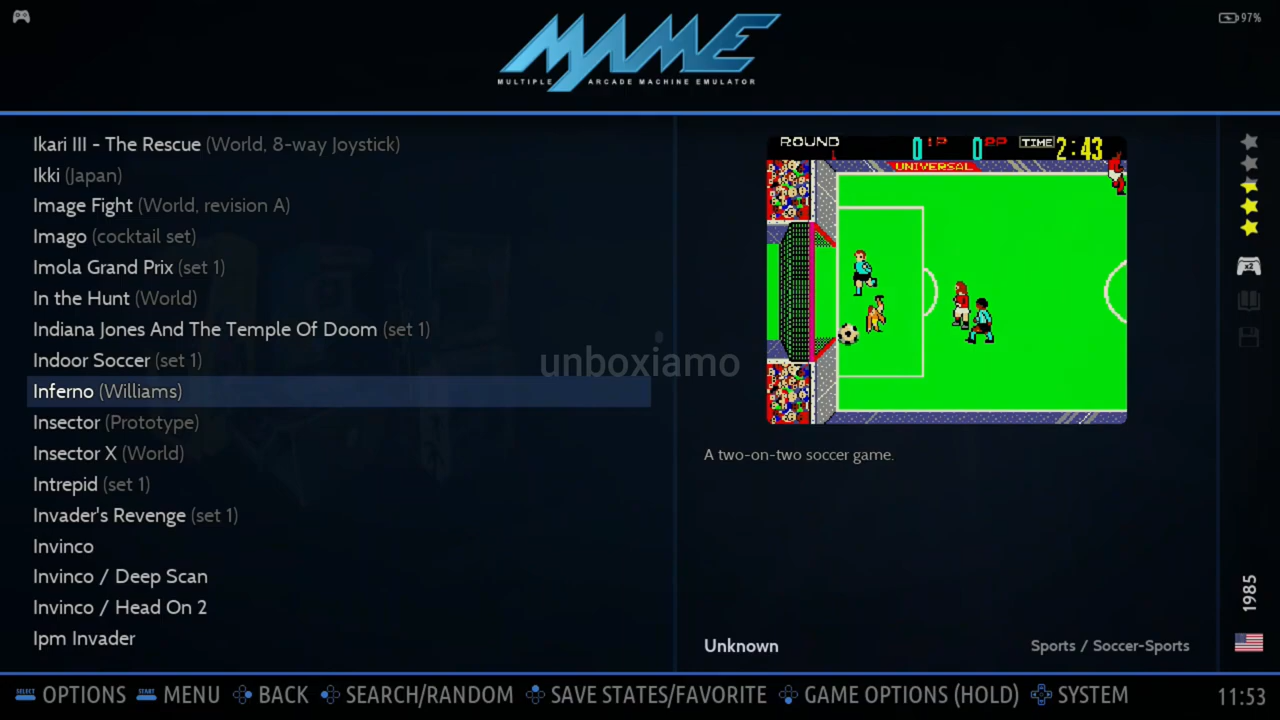 97%
MAME
MULTIPLE ARCADE MACHINE EMULATOR
Ikari III - The Rescue (World, 8-way Joystick)
Ikki (Japan)
Image Fight (World, revision A)
Imago (cocktail set)
Imola Grand Prix (set 1)
In the Hunt (World)
Indiana Jones And The Temple Of Doom (set 1)
Indoor Soccer (set 1)
Inferno (Williams)
Insector (Prototype)
Insector X (World)
Intrepid (set 1)
Invader's Revenge (set 1)
Invinco
Invinco / Deep Scan
Invinco / Head On 2
Ipm Invader
unboxiamo
ROUND 0 1P 0 2P TIME 2:43
1
UNIVERSAL
A two-on-two soccer game.
Unknown Sports / Soccer-Sports
x2
1985
SELECT OPTIONS START MENU BACK SEARCH/RANDOM SAVE STATES/FAVORITE GAME OPTIONS (HOLD) SYSTEM 11:53